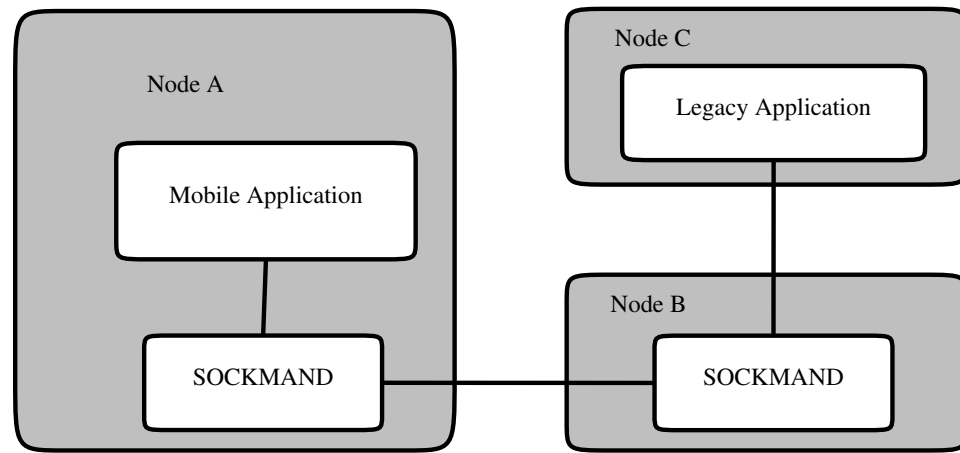 Node A
Mobile Application
SOCKMAND
Node C
Legacy Application
Node B
SOCKMAND